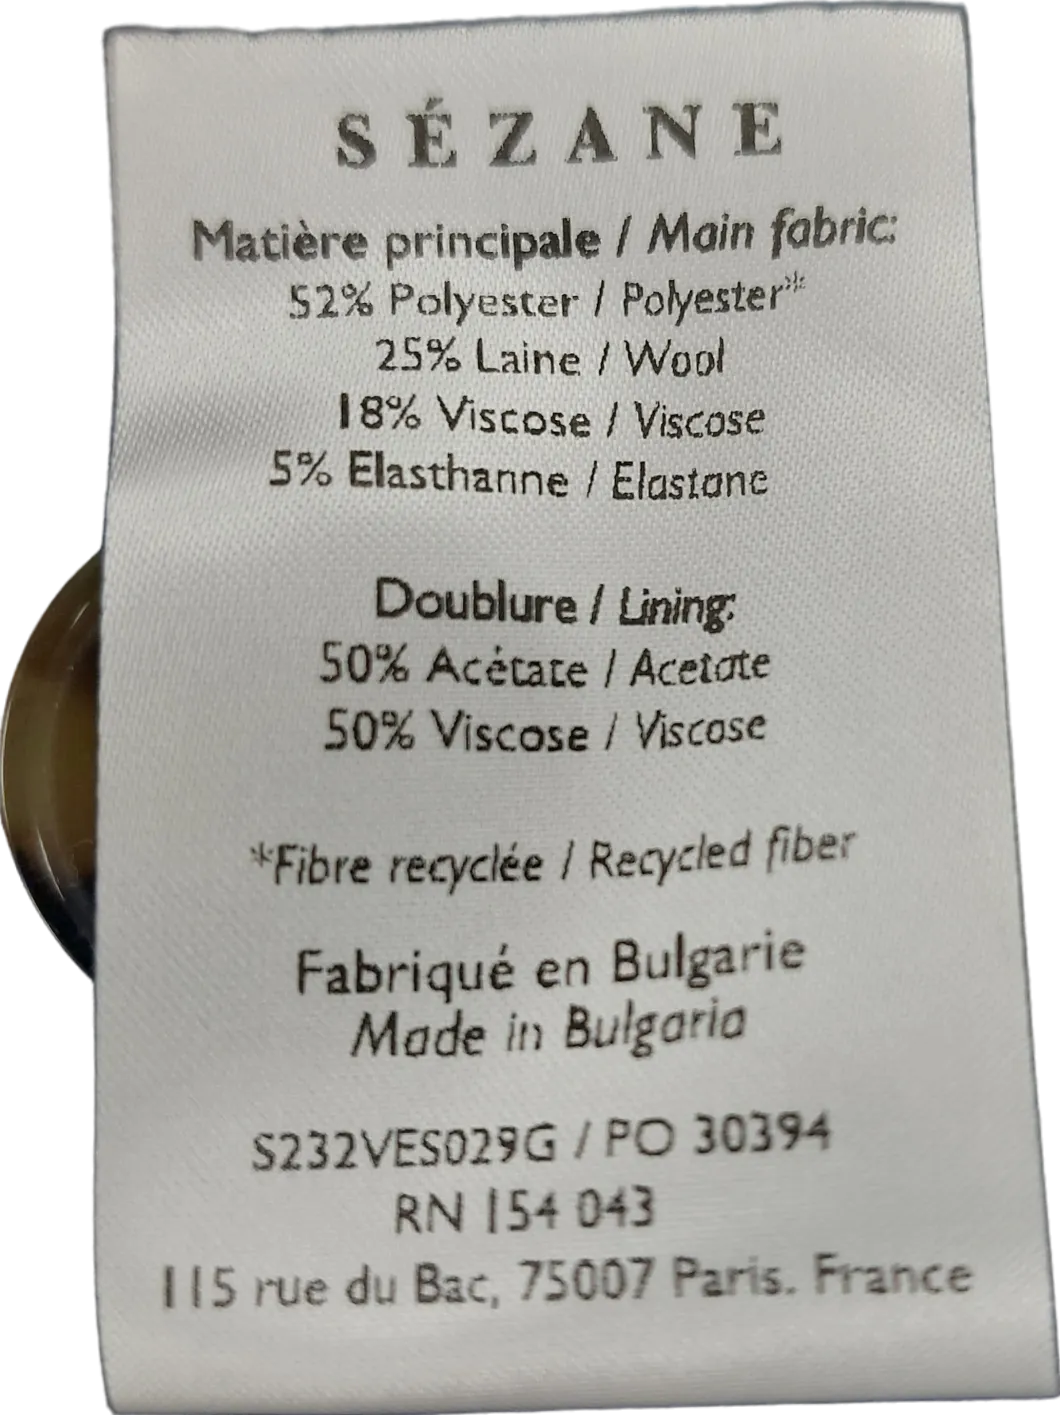 SÉZANE
Matière principale / Main fabric:
52% Polyester / Polyester*
25% Laine / Wool
18% Viscose / Viscose
5% Elasthanne / Elastane
Doublure / Lining:
50% Acétate / Acetate
50% Viscose / Viscose
*Fibre recyclée / Recycled fiber
Fabriqué en Bulgarie
Made in Bulgaria
S232VES029G / PO 30394
RN 154 043
115 rue du Bac, 75007 Paris. France